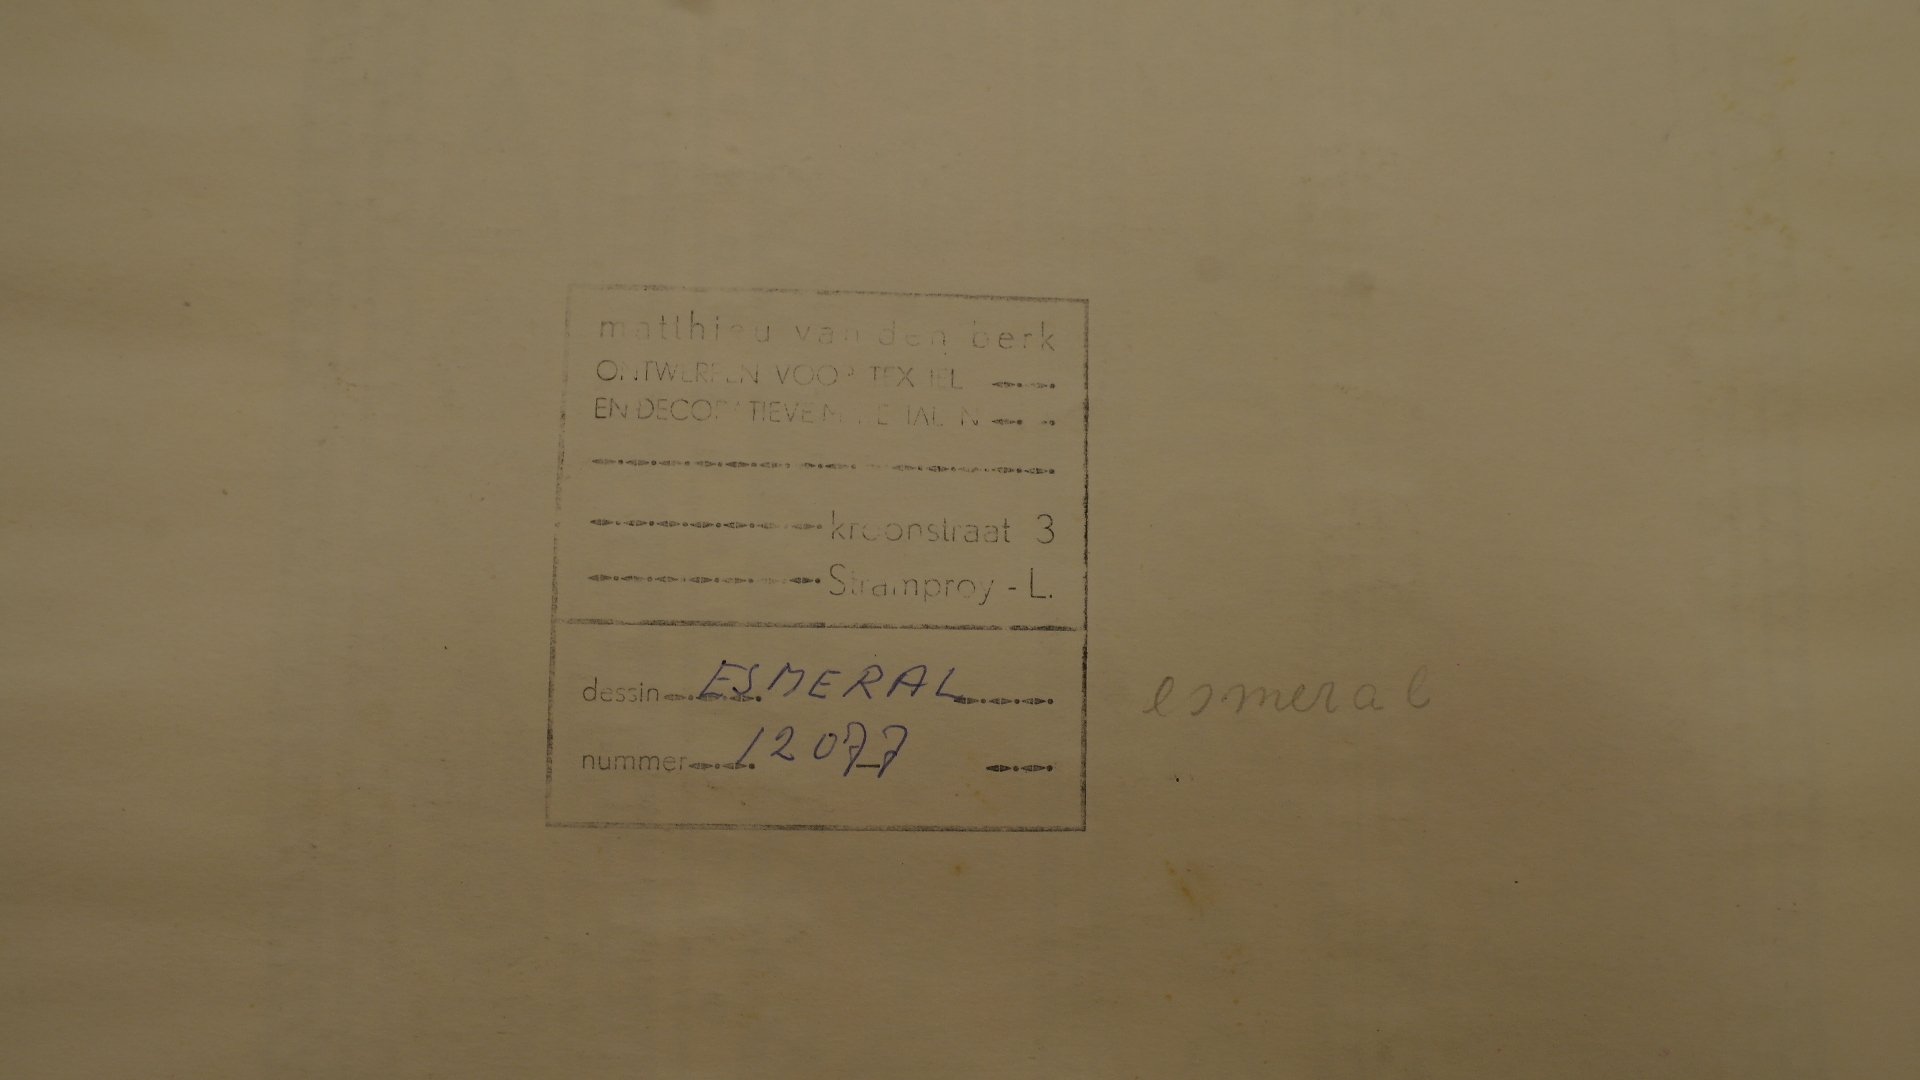 matthieu van den berk
ONTWERPEN VOOR TEXTIEL
EN DECORATIEVE MATERIALEN
kroonstraat 3
Stramproy - L.
dessin ESMERAL
esmeral
nummer 12077